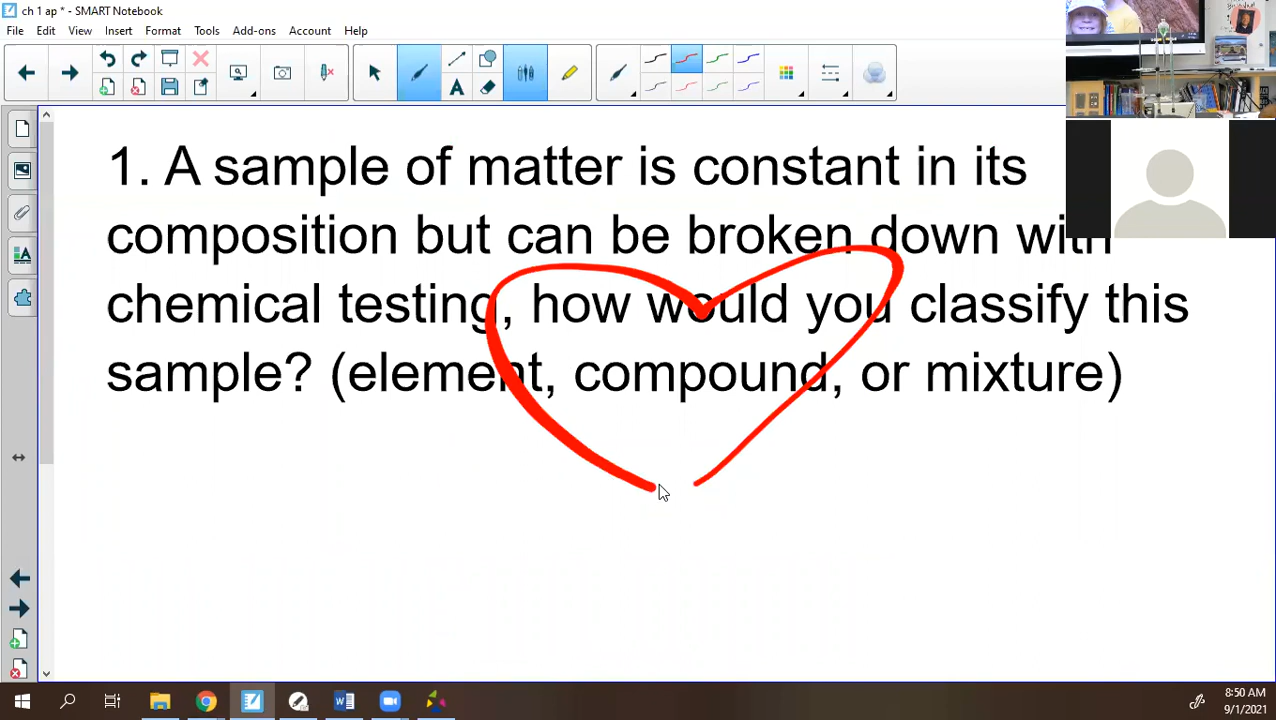 ch 1 ap * - SMART Notebook
File Edit View Insert Format Tools Add-ons Account Help
1. A sample of matter is constant in its
composition but can be broken down with
chemical testing, how would you classify this
sample? (element, compound, or mixture)
8:50 AM
9/1/2021